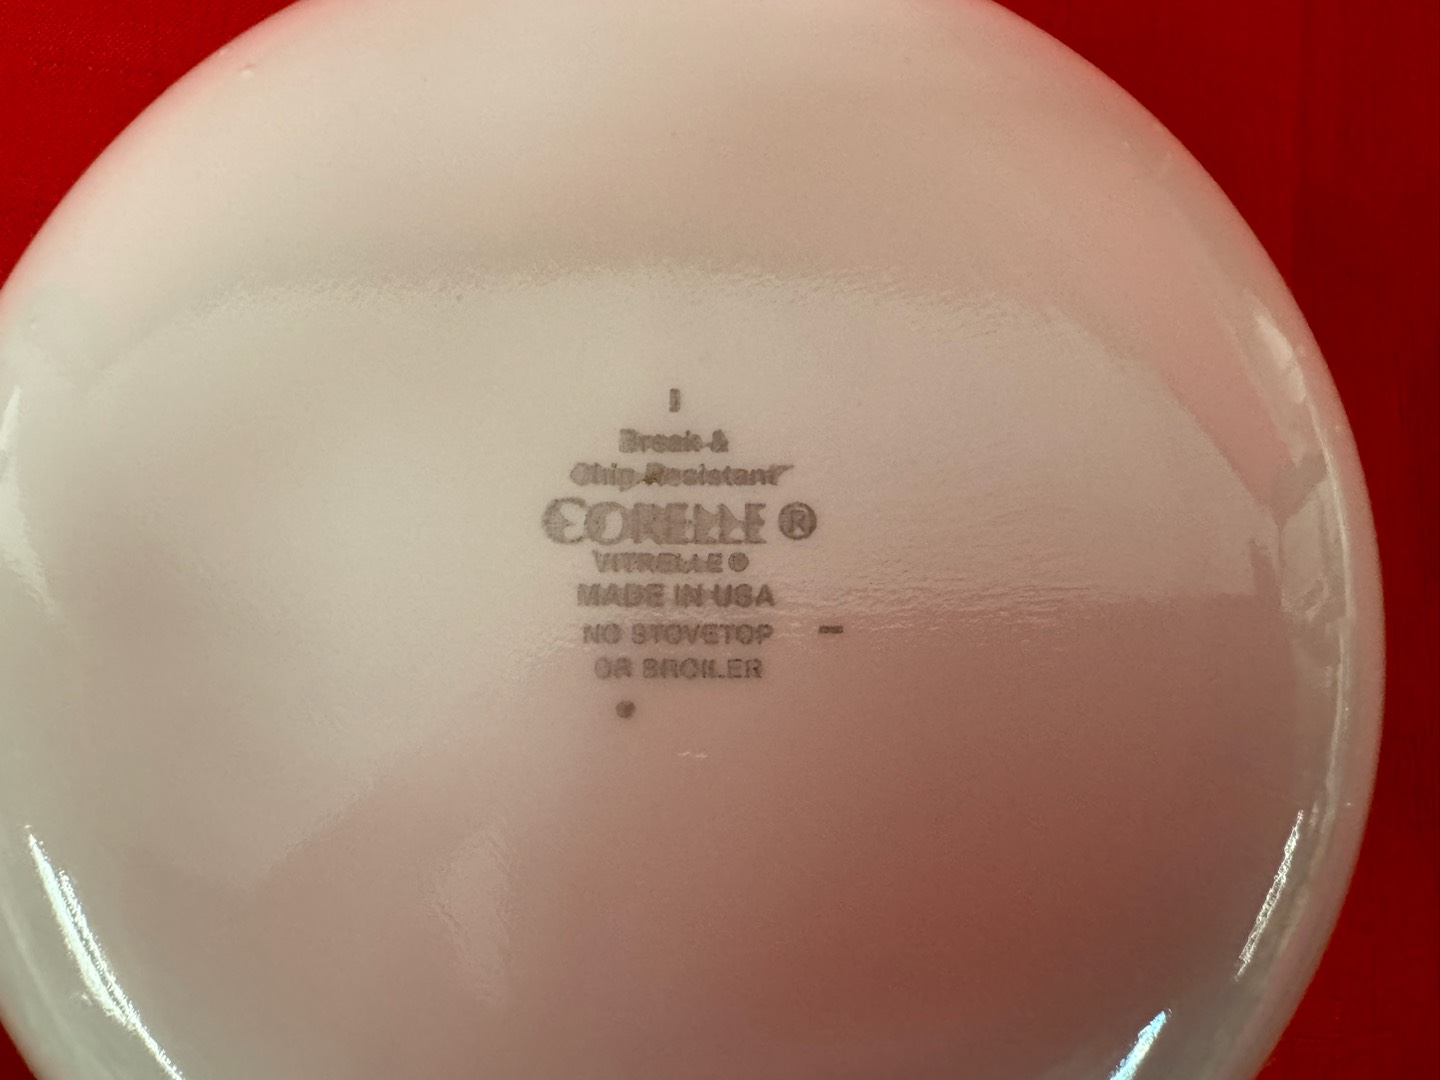 Break &
Chip Resistant
CORELLE ®
VITRELLE ®
MADE IN USA
NO STOVETOP
OR BROILER